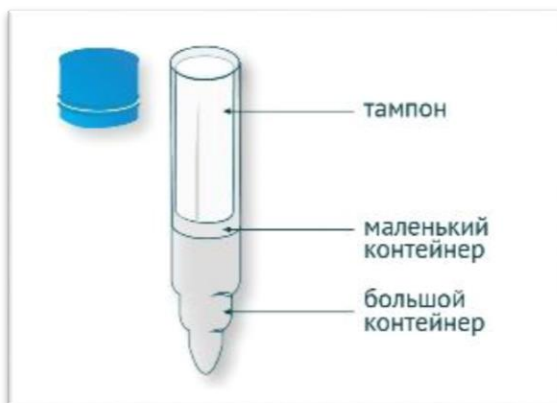 тампон
маленький
контейнер
большой
контейнер